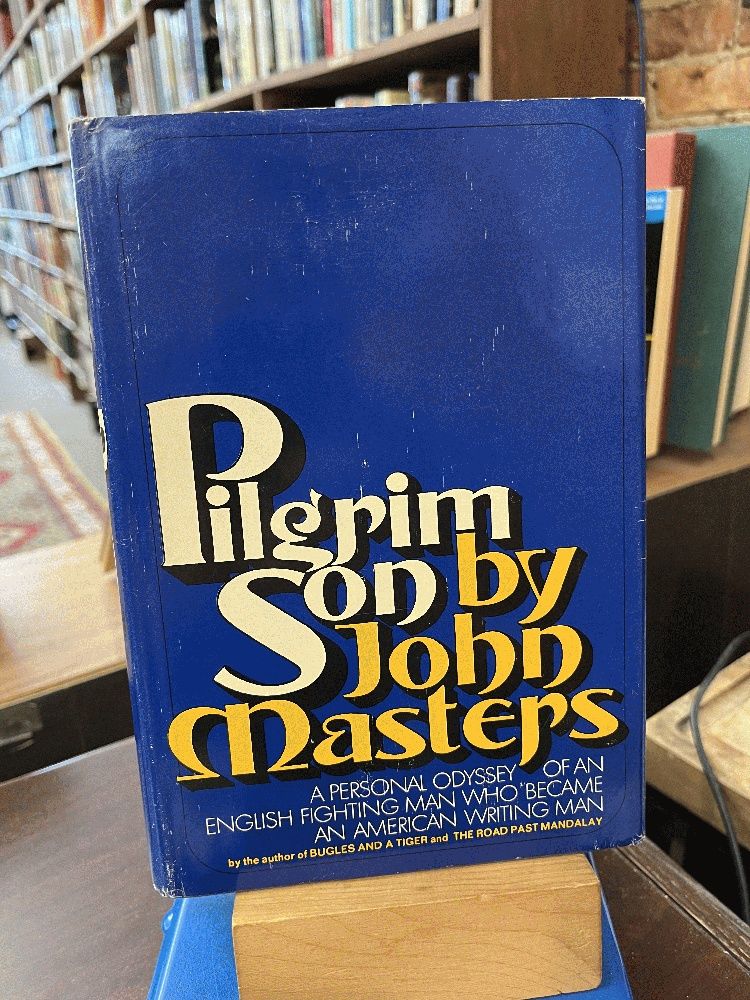 Pilgrim
Son by
John
Masters
A PERSONAL ODYSSEY OF AN
ENGLISH FIGHTING MAN WHO BECAME
AN AMERICAN WRITING MAN
by the author of BUGLES AND A TIGER and THE ROAD PAST MANDALAY